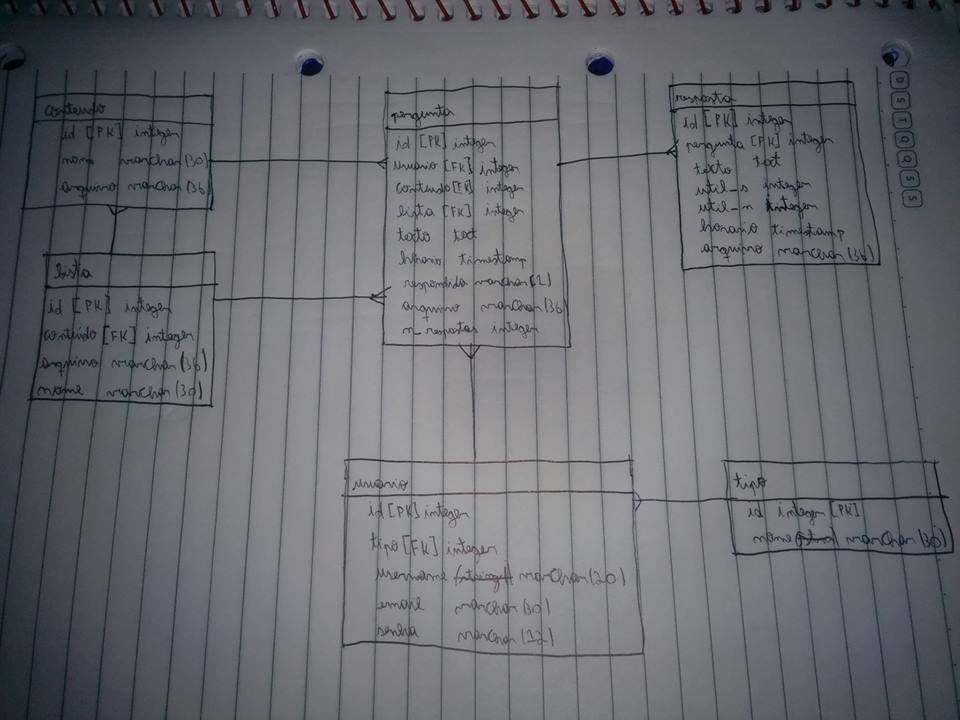 conteudo
id [PK] integer
nome varchar(30)
arquivo varchar(36)
pergunta
id [PK] integer
usuario [FK] integer
conteudo [FK] integer
lista [FK] integer
texto text
horario timestamp
respondida varchar(1)
arquivo varchar(36
n_respostas integer
resposta
id [PK] integer
pergunta [FK] integer
texto text
util_s integer
util_n integer
horario timestamp
arquivo varchar(36)
D S T Q Q S S
lista
id [PK] integer
conteudo [FK] integer
arquivo varchar(36)
nome varchar(30)
usuario
id [PK] integer
tipo [FK] integer
username varchar(20)
email varchar(30)
senha varchar(12)
tipo
id integer [PK]
nome varchar(30)